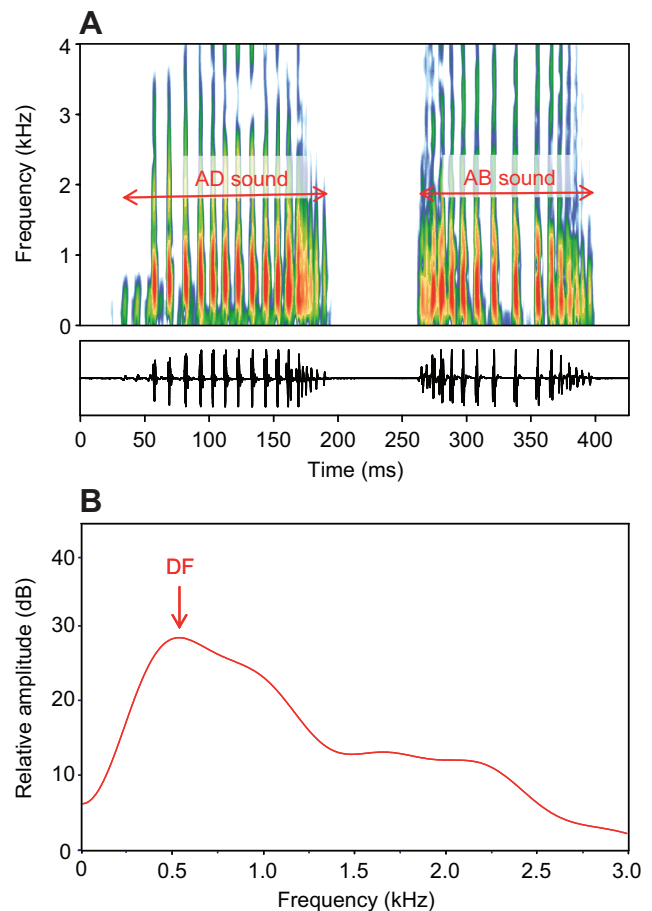 A
4
3
2
1
0
Frequency (kHz)
AD sound
AB sound
0
50
100
150
200
250
300
350
400
Time (ms)
B
40
30
20
10
0
Relative amplitude (dB)
DF
0
0.5
1.0
1.5
2.0
2.5
3.0
Frequency (kHz)